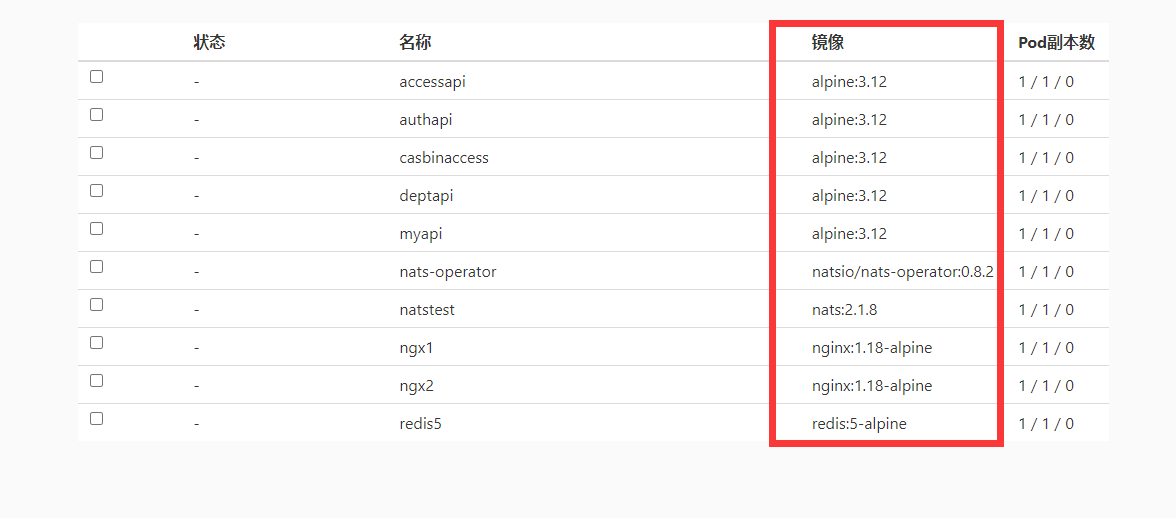 状态 名称 镜像 Pod副本数
- accessapi alpine:3.12 1 / 1 / 0
- authapi alpine:3.12 1 / 1 / 0
- casbinaccess alpine:3.12 1 / 1 / 0
- deptapi alpine:3.12 1 / 1 / 0
- myapi alpine:3.12 1 / 1 / 0
- nats-operator natsio/nats-operator:0.8.2 1 / 1 / 0
- natstest nats:2.1.8 1 / 1 / 0
- ngx1 nginx:1.18-alpine 1 / 1 / 0
- ngx2 nginx:1.18-alpine 1 / 1 / 0
- redis5 redis:5-alpine 1 / 1 / 0